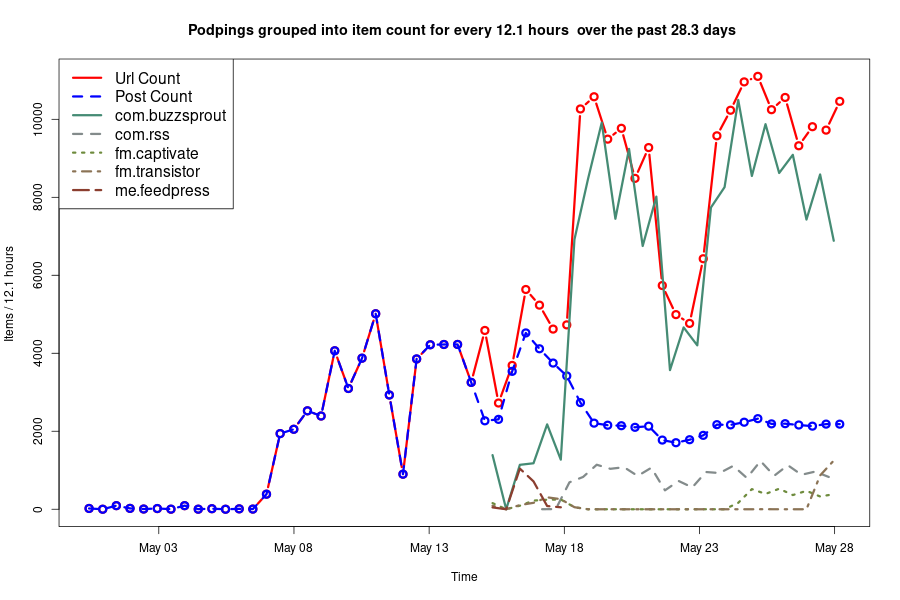 Podpings grouped into item count for every 12.1 hours  over the past 28.3 days
Url Count
Post Count
com.buzzsprout
com.rss
fm.captivate
fm.transistor
me.feedpress
Items / 12.1 hours
10000
8000
6000
4000
2000
0
May 03
May 08
May 13
May 18
May 23
May 28
Time